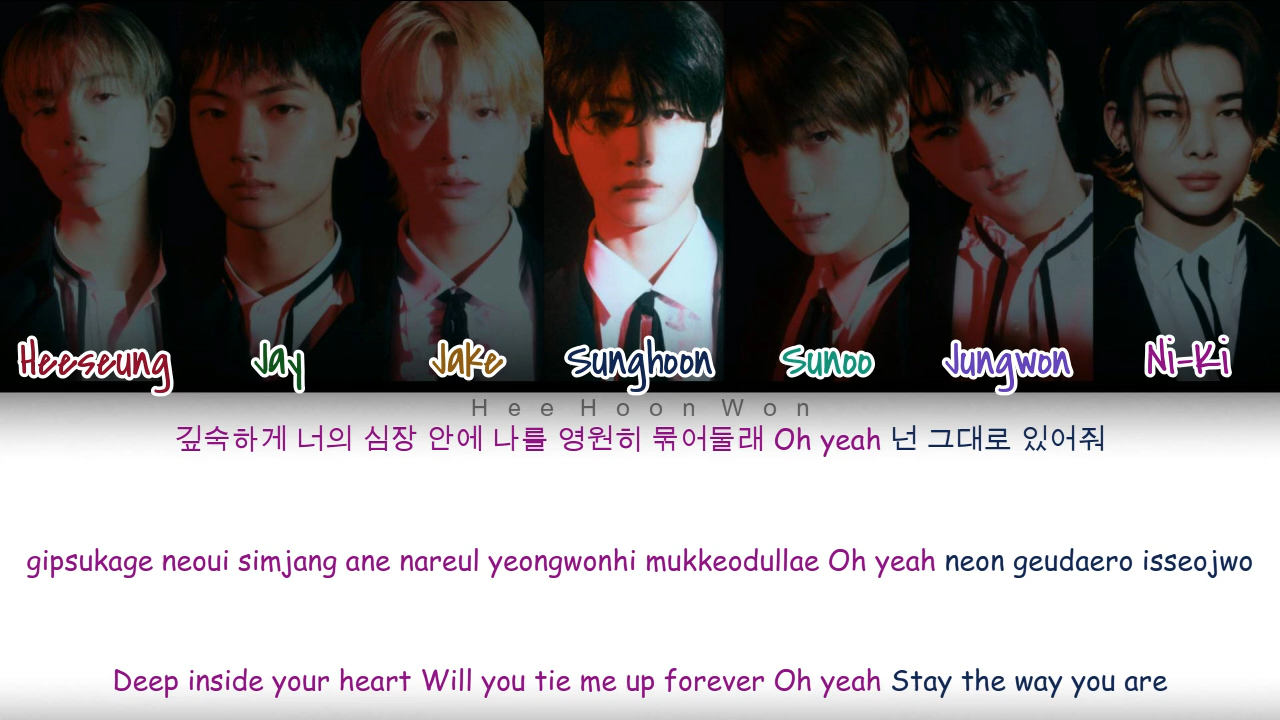 Heeseung Jay Jake Sunghoon Sunoo Jungwon Ni-Ki
HeeHoonWon
깊숙하게 너의 심장 안에 나를 영원히 묶어둘래 Oh yeah 넌 그대로 있어줘
gipsukage neoui simjang ane nareul yeongwonhi mukkeodullae Oh yeah neon geudaero isseojwo
Deep inside your heart Will you tie me up forever Oh yeah Stay the way you are